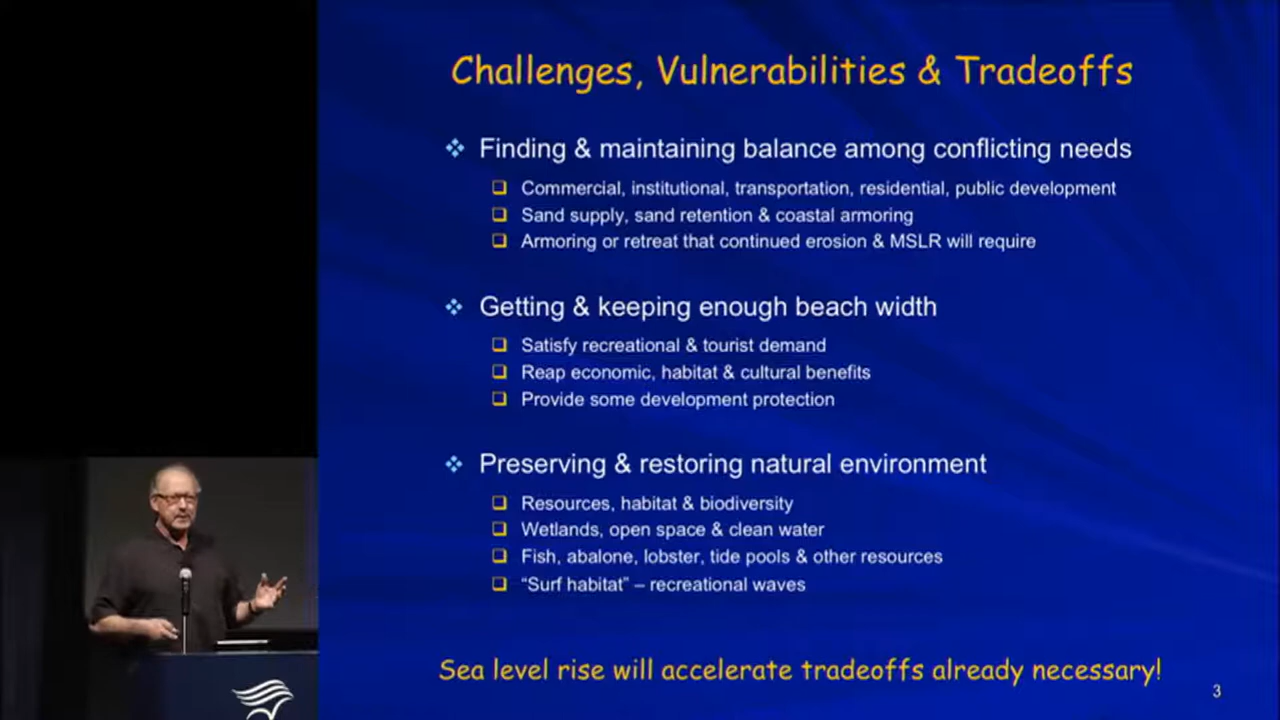 Challenges, Vulnerabilities & Tradeoffs
Finding & maintaining balance among conflicting needs
Commercial, institutional, transportation, residential, public development
Sand supply, sand retention & coastal armoring
Armoring or retreat that continued erosion & MSLR will require
Getting & keeping enough beach width
Satisfy recreational & tourist demand
Reap economic, habitat & cultural benefits
Provide some development protection
Preserving & restoring natural environment
Resources, habitat & biodiversity
Wetlands, open space & clean water
Fish, abalone, lobster, tide pools & other resources
“Surf habitat” – recreational waves
Sea level rise will accelerate tradeoffs already necessary!
3